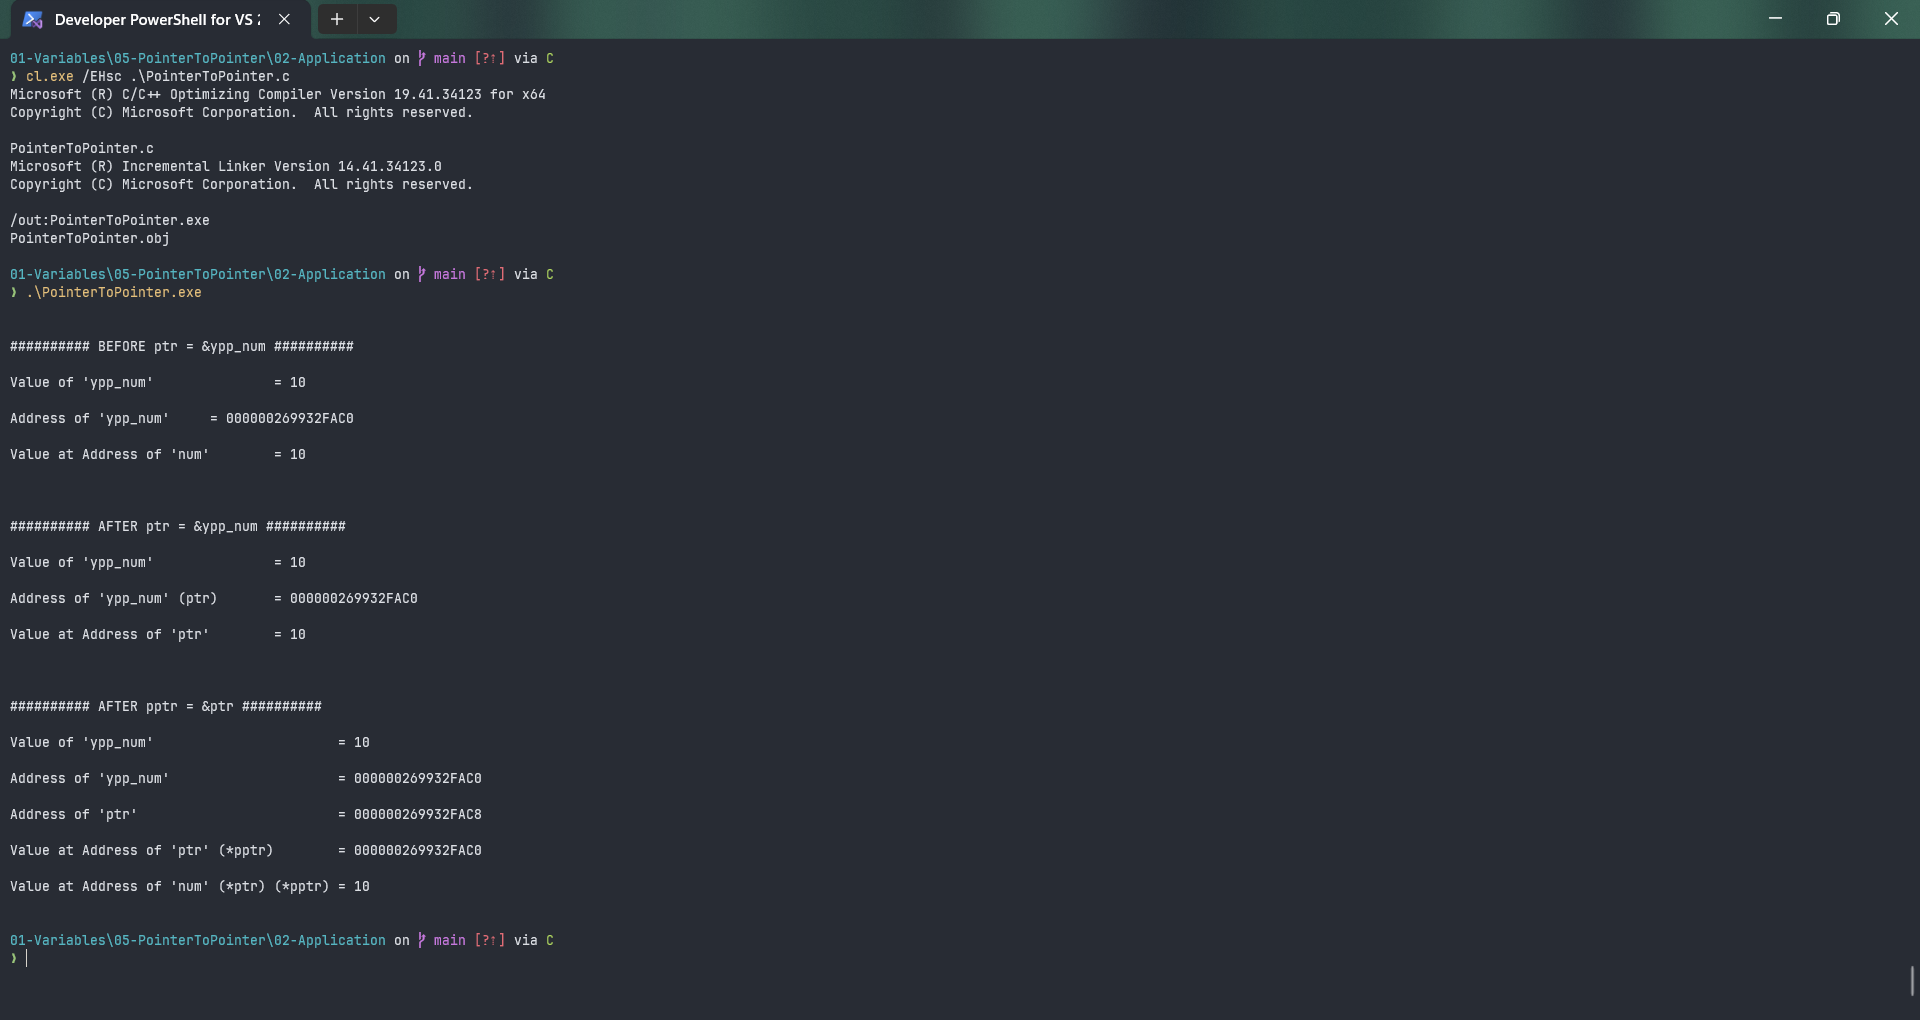 Developer PowerShell for VS 2
01-Variables\05-PointerToPointer\02-Application on main [?↑] via C
❯ cl.exe /EHsc .\PointerToPointer.c
Microsoft (R) C/C++ Optimizing Compiler Version 19.41.34123 for x64
Copyright (C) Microsoft Corporation.  All rights reserved.
PointerToPointer.c
Microsoft (R) Incremental Linker Version 14.41.34123.0
Copyright (C) Microsoft Corporation.  All rights reserved.
/out:PointerToPointer.exe
PointerToPointer.obj
01-Variables\05-PointerToPointer\02-Application on main [?↑] via C
❯ .\PointerToPointer.exe
########## BEFORE ptr = &ypp_num ##########
Value of 'ypp_num'               = 10
Address of 'ypp_num'     = 000000269932FAC0
Value at Address of 'num'        = 10
########## AFTER ptr = &ypp_num ##########
Value of 'ypp_num'               = 10
Address of 'ypp_num' (ptr)       = 000000269932FAC0
Value at Address of 'ptr'        = 10
########## AFTER pptr = &ptr ##########
Value of 'ypp_num'                       = 10
Address of 'ypp_num'                     = 000000269932FAC0
Address of 'ptr'                         = 000000269932FAC8
Value at Address of 'ptr' (*pptr)        = 000000269932FAC0
Value at Address of 'num' (*ptr) (*pptr) = 10
01-Variables\05-PointerToPointer\02-Application on main [?↑] via C
❯